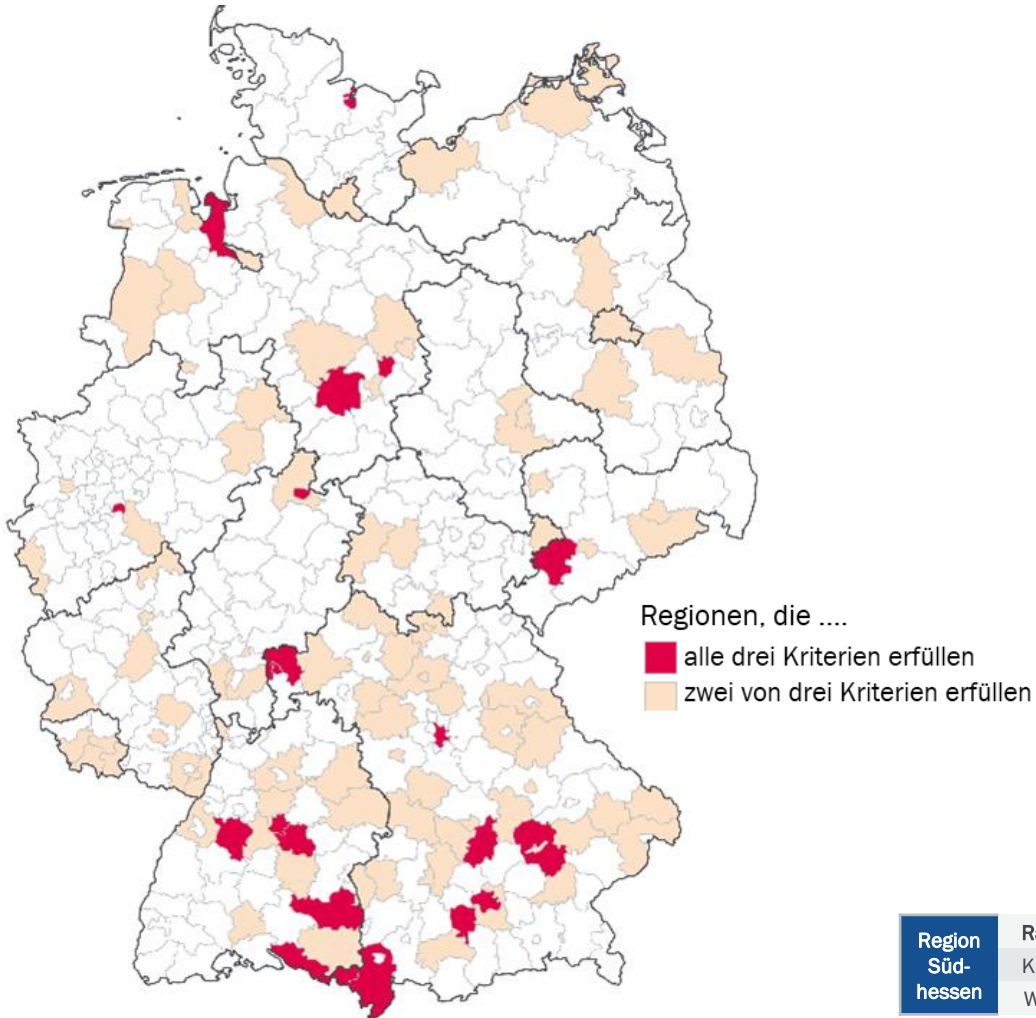 Regionen, die ....
alle drei Kriterien erfüllen
zwei von drei Kriterien erfüllen
Region
Süd-
hessen